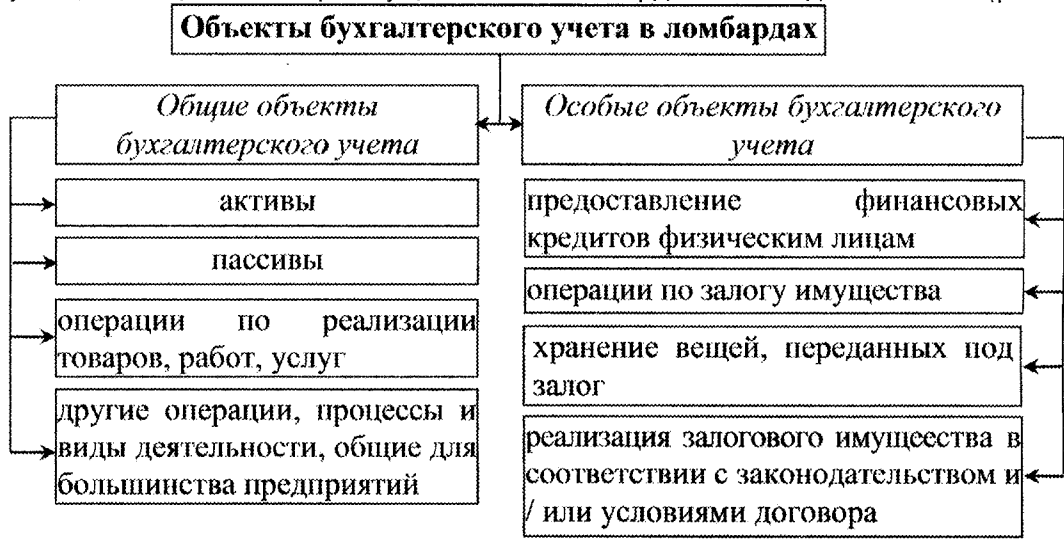 Объекты бухгалтерского учета в ломбардах
Общие объекты
бухгалтерского учета
активы
пассивы
операции по реализации
товаров, работ, услуг
другие операции, процессы и
виды деятельности, общие для
большинства предприятий
Особые объекты бухгалтерского
учета
предоставление финансовых
кредитов физическим лицам
операции по залогу имущества
хранение вещей, переданных под
залог
реализация залогового имущеества в
соответствии с законодательством и
/ или условиями договора